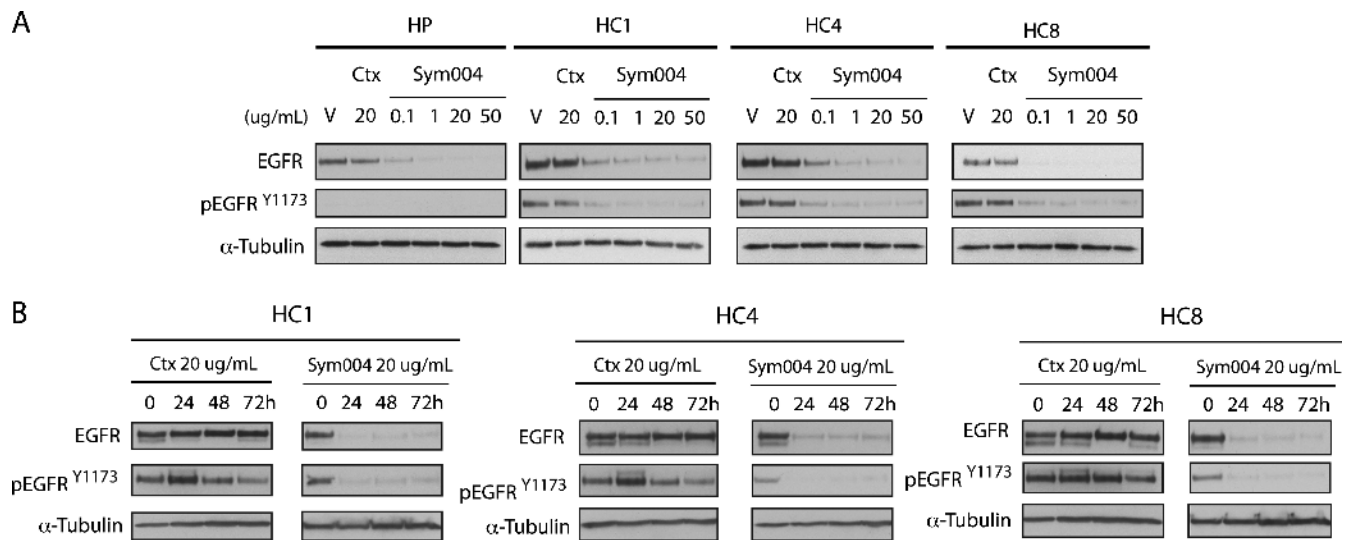 A
HP HC1 HC4 HC8
Ctx Sym004 Ctx Sym004 Ctx Sym004 Ctx Sym004
(ug/mL) V 20 0.1 1 20 50 V 20 0.1 1 20 50 V 20 0.1 1 20 50 V 20 0.1 1 20 50
EGFR
pEGFR Y1173
α-Tubulin
B
HC1 HC4 HC8
Ctx 20 ug/mL Sym004 20 ug/mL Ctx 20 ug/mL Sym004 20 ug/mL Ctx 20 ug/mL Sym004 20 ug/mL
0 24 48 72h 0 24 48 72h 0 24 48 72h 0 24 48 72h 0 24 48 72h 0 24 48 72h
EGFR EGFR EGFR
pEGFR Y1173 pEGFR Y1173 pEGFR Y1173
α-Tubulin α-Tubulin α-Tubulin